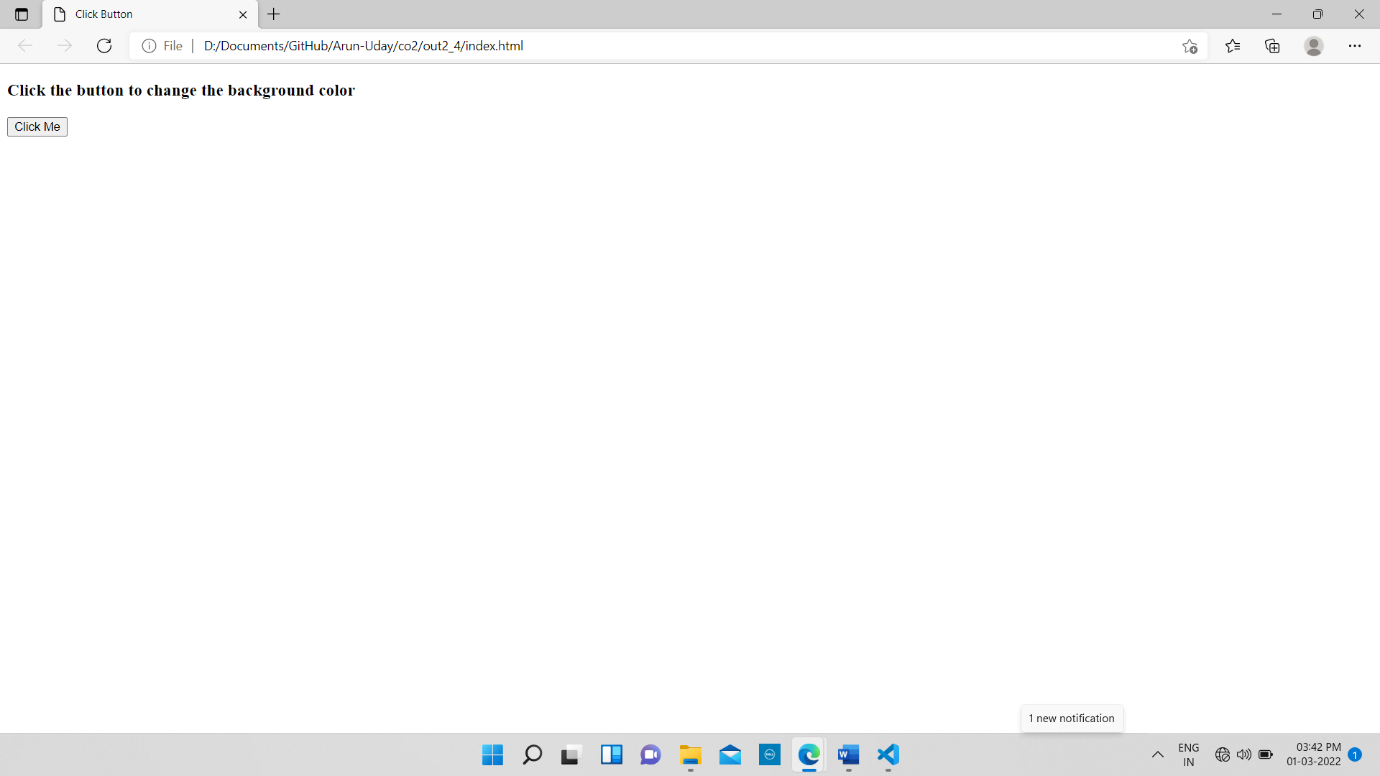 Click Button
File | D:/Documents/GitHub/Arun-Uday/co2/out2_4/index.html
Click the button to change the background color
Click Me
1 new notification
ENG
IN
03:42 PM
01-03-2022
1